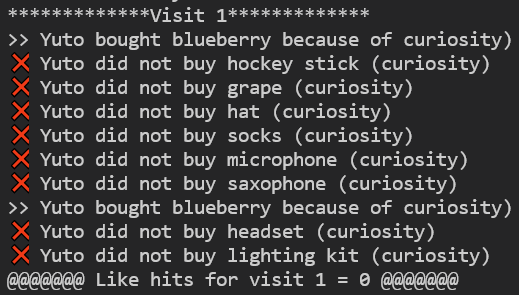 *************Visit 1*************
>> Yuto bought blueberry because of curiosity)
❌ Yuto did not buy hockey stick (curiosity)
❌ Yuto did not buy grape (curiosity)
❌ Yuto did not buy hat (curiosity)
❌ Yuto did not buy socks (curiosity)
❌ Yuto did not buy microphone (curiosity)
❌ Yuto did not buy saxophone (curiosity)
>> Yuto bought blueberry because of curiosity)
❌ Yuto did not buy headset (curiosity)
❌ Yuto did not buy lighting kit (curiosity)
@@@@@@@ Like hits for visit 1 = 0 @@@@@@@